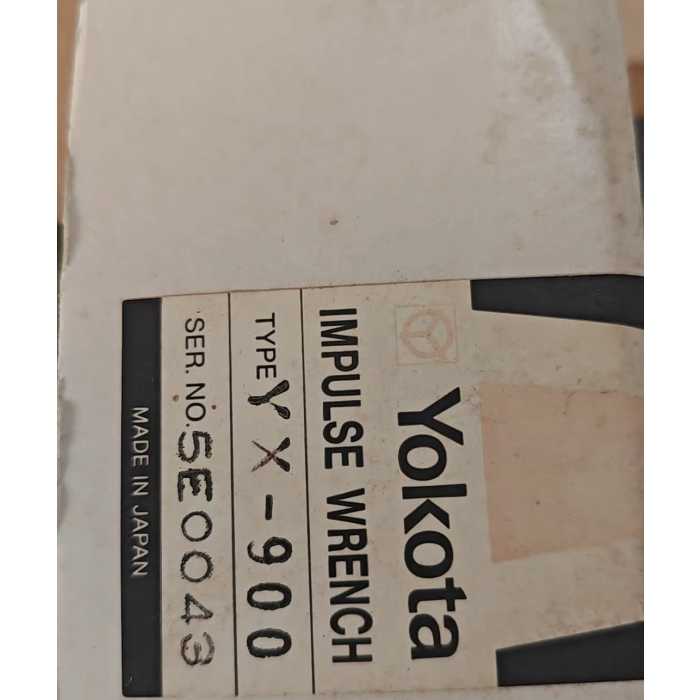 Yokota
IMPULSE WRENCH
TYPE YX-900
SER. NO. 5E0043
MADE IN JAPAN